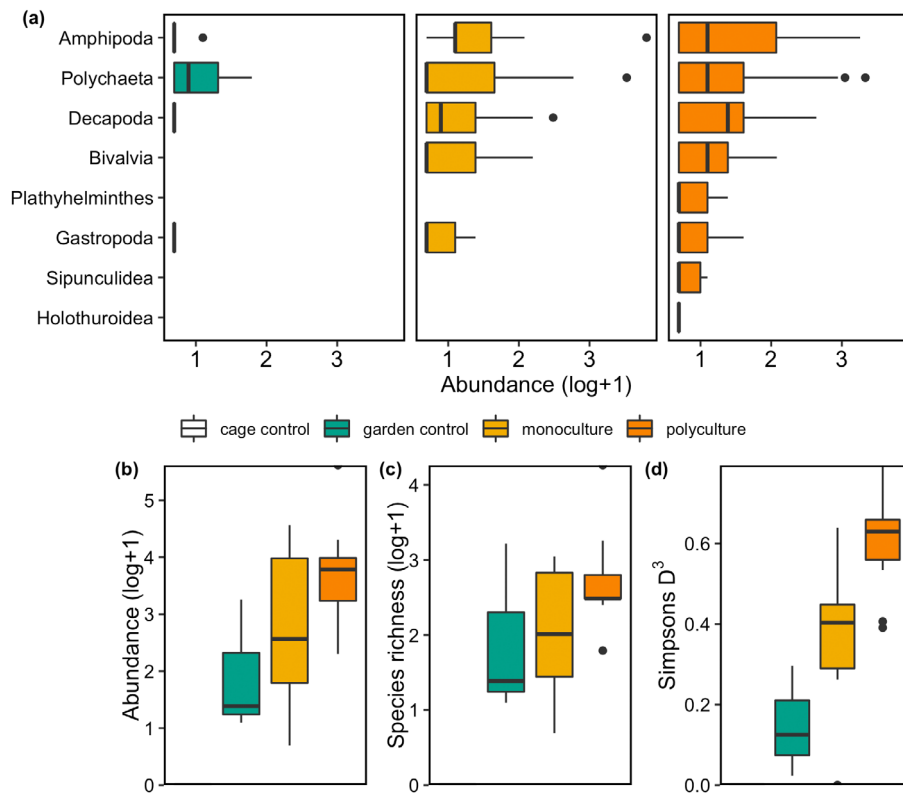 (a)
Amphipoda
Polychaeta
Decapoda
Bivalvia
Plathyhelminthes
Gastropoda
Sipunculidea
Holothuroidea
1 2 3 1 2 3 1 2 3
Abundance (log+1)
cage control garden control monoculture polyculture
(b) (c) (d)
Abundance (log+1)
5
4
3
2
1
0
Species richness (log+1)
4
3
2
1
0
Simpsons D³
0.6
0.4
0.2
0.0